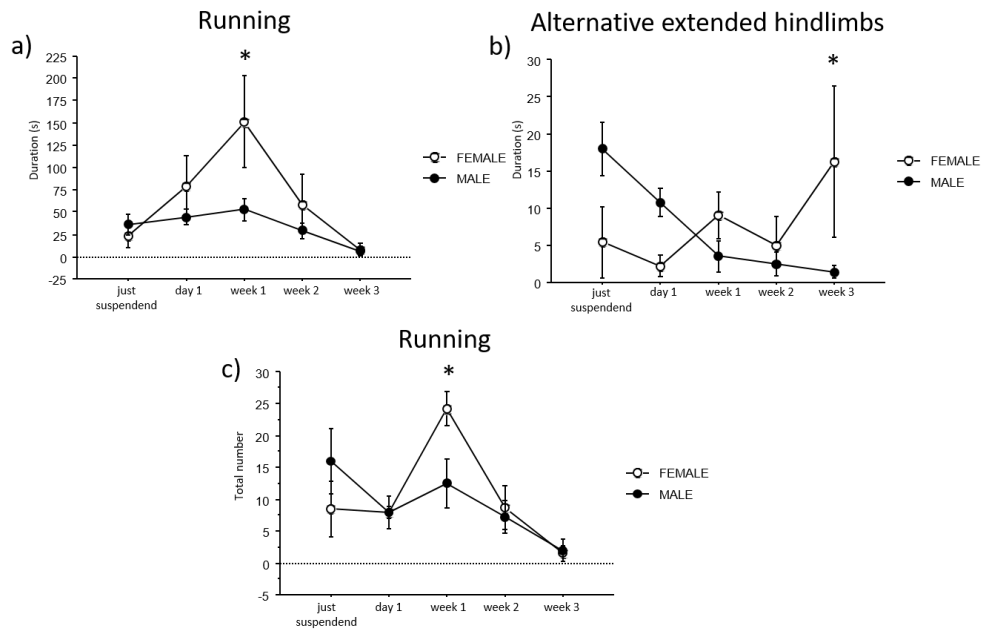 Running
a)
*
225
200
175
150
125
100
75
50
25
0
-25
Duration (s)
just suspendend
day 1
week 1
week 2
week 3
FEMALE
MALE
Alternative extended hindlimbs
b)
*
30
25
20
15
10
5
0
Duration (s)
just suspendend
day 1
week 1
week 2
week 3
FEMALE
MALE
Running
c)
*
30
25
20
15
10
5
0
-5
Total number
just suspendend
day 1
week 1
week 2
week 3
FEMALE
MALE